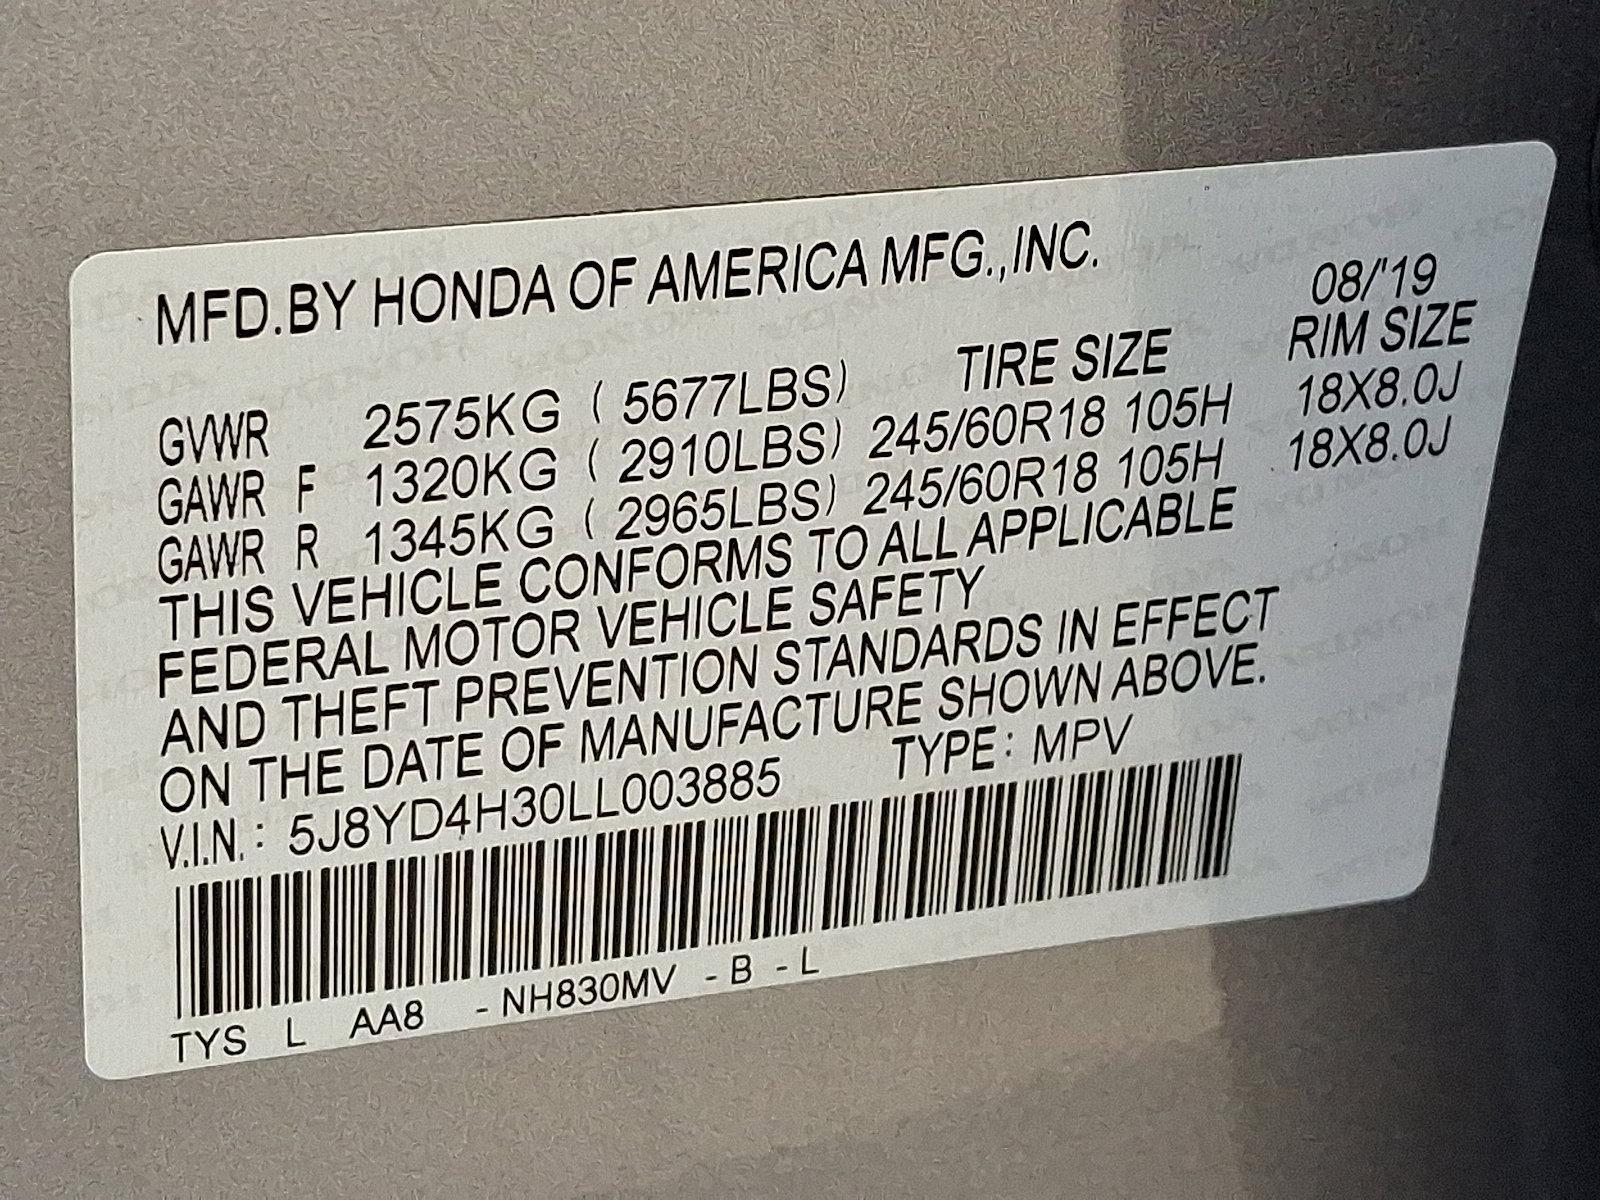 MFD.BY HONDA OF AMERICA MFG.,INC.
08/'19
TIRE SIZE RIM SIZE
GVWR 2575KG ( 5677LBS)
GAWR F 1320KG ( 2910LBS) 245/60R18 105H 18X8.0J
GAWR R 1345KG ( 2965LBS) 245/60R18 105H 18X8.0J
THIS VEHICLE CONFORMS TO ALL APPLICABLE
FEDERAL MOTOR VEHICLE SAFETY
AND THEFT PREVENTION STANDARDS IN EFFECT
ON THE DATE OF MANUFACTURE SHOWN ABOVE.
V.I.N.: 5J8YD4H30LL003885 TYPE: MPV
TYS L AA8 -NH830MV -B -L